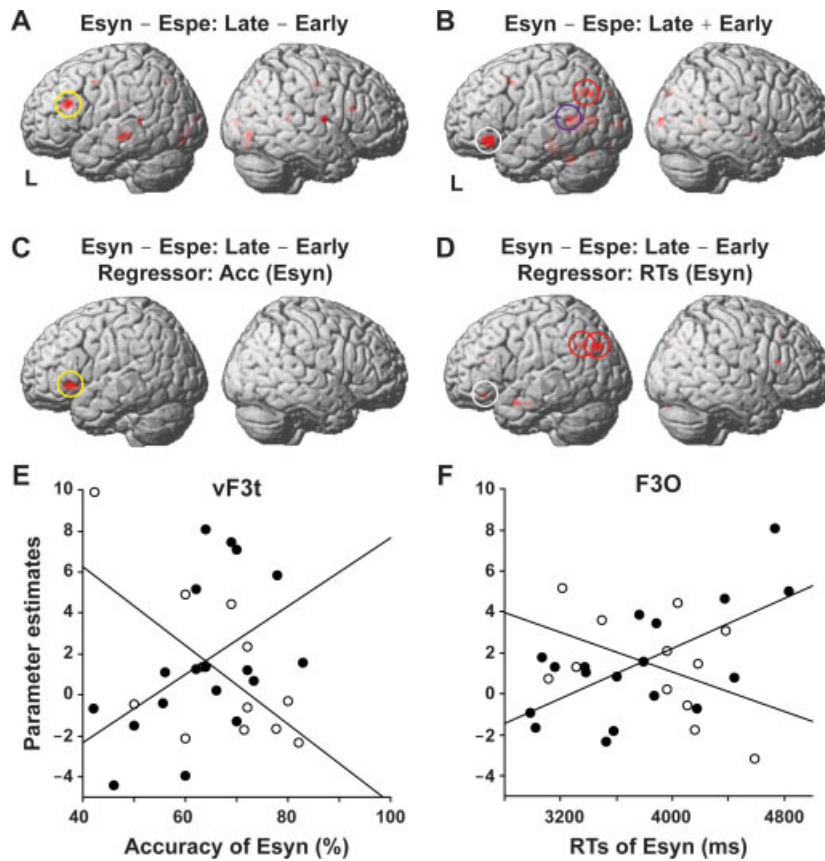 A Esyn – Espe: Late – Early
B Esyn – Espe: Late + Early
L
L
C Esyn – Espe: Late – Early
Regressor: Acc (Esyn)
D Esyn – Espe: Late – Early
Regressor: RTs (Esyn)
E vF3t
10
8
6
4
2
0
−2
−4
Parameter estimates
40 60 80 100
Accuracy of Esyn (%)
F F3O
10
8
6
4
2
0
−2
−4
3200 4000 4800
RTs of Esyn (ms)